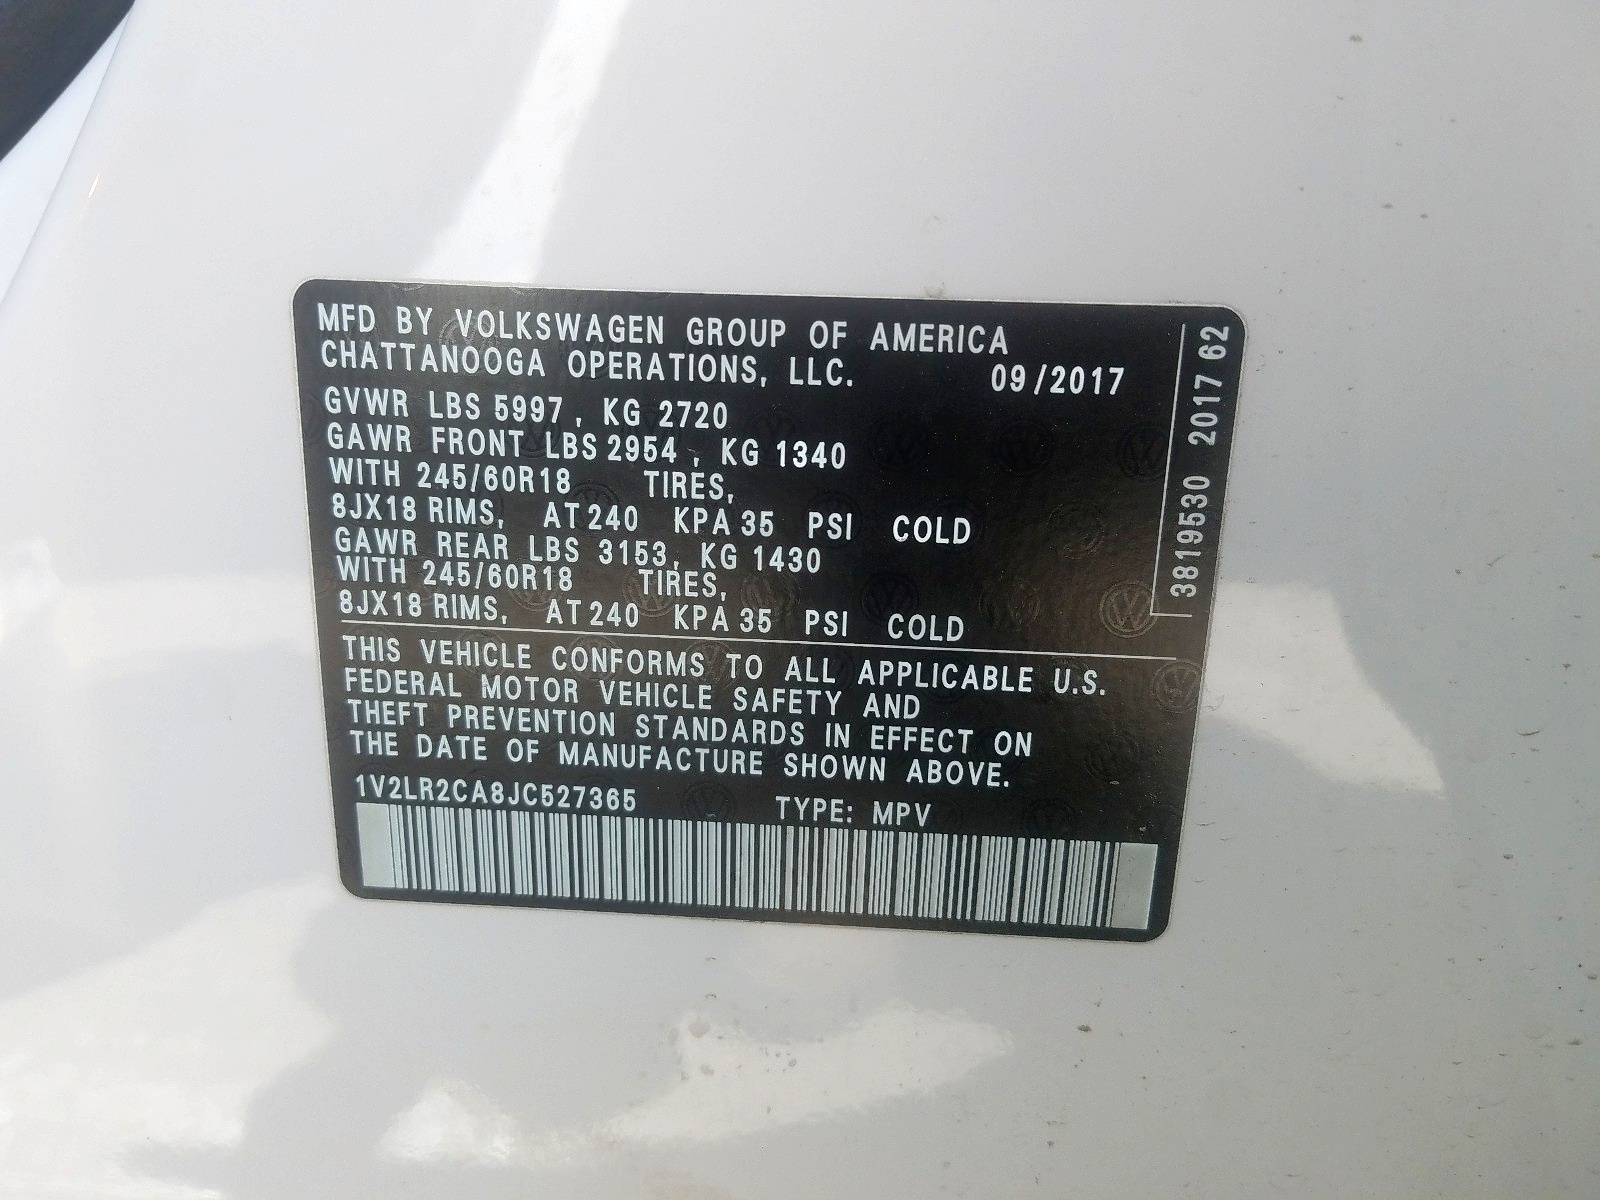 MFD BY VOLKSWAGEN GROUP OF AMERICA
CHATTANOOGA OPERATIONS, LLC. 09/2017
GVWR LBS 5997, KG 2720
GAWR FRONT LBS 2954, KG 1340
WITH 245/60R18 TIRES,
8JX18 RIMS, AT 240 KPA 35 PSI COLD
GAWR REAR LBS 3153, KG 1430
WITH 245/60R18 TIRES,
8JX18 RIMS, AT 240 KPA 35 PSI COLD
THIS VEHICLE CONFORMS TO ALL APPLICABLE U.S.
FEDERAL MOTOR VEHICLE SAFETY AND
THEFT PREVENTION STANDARDS IN EFFECT ON
THE DATE OF MANUFACTURE SHOWN ABOVE.
1V2LR2CA8JC527365 TYPE: MPV
3819530 2017 62